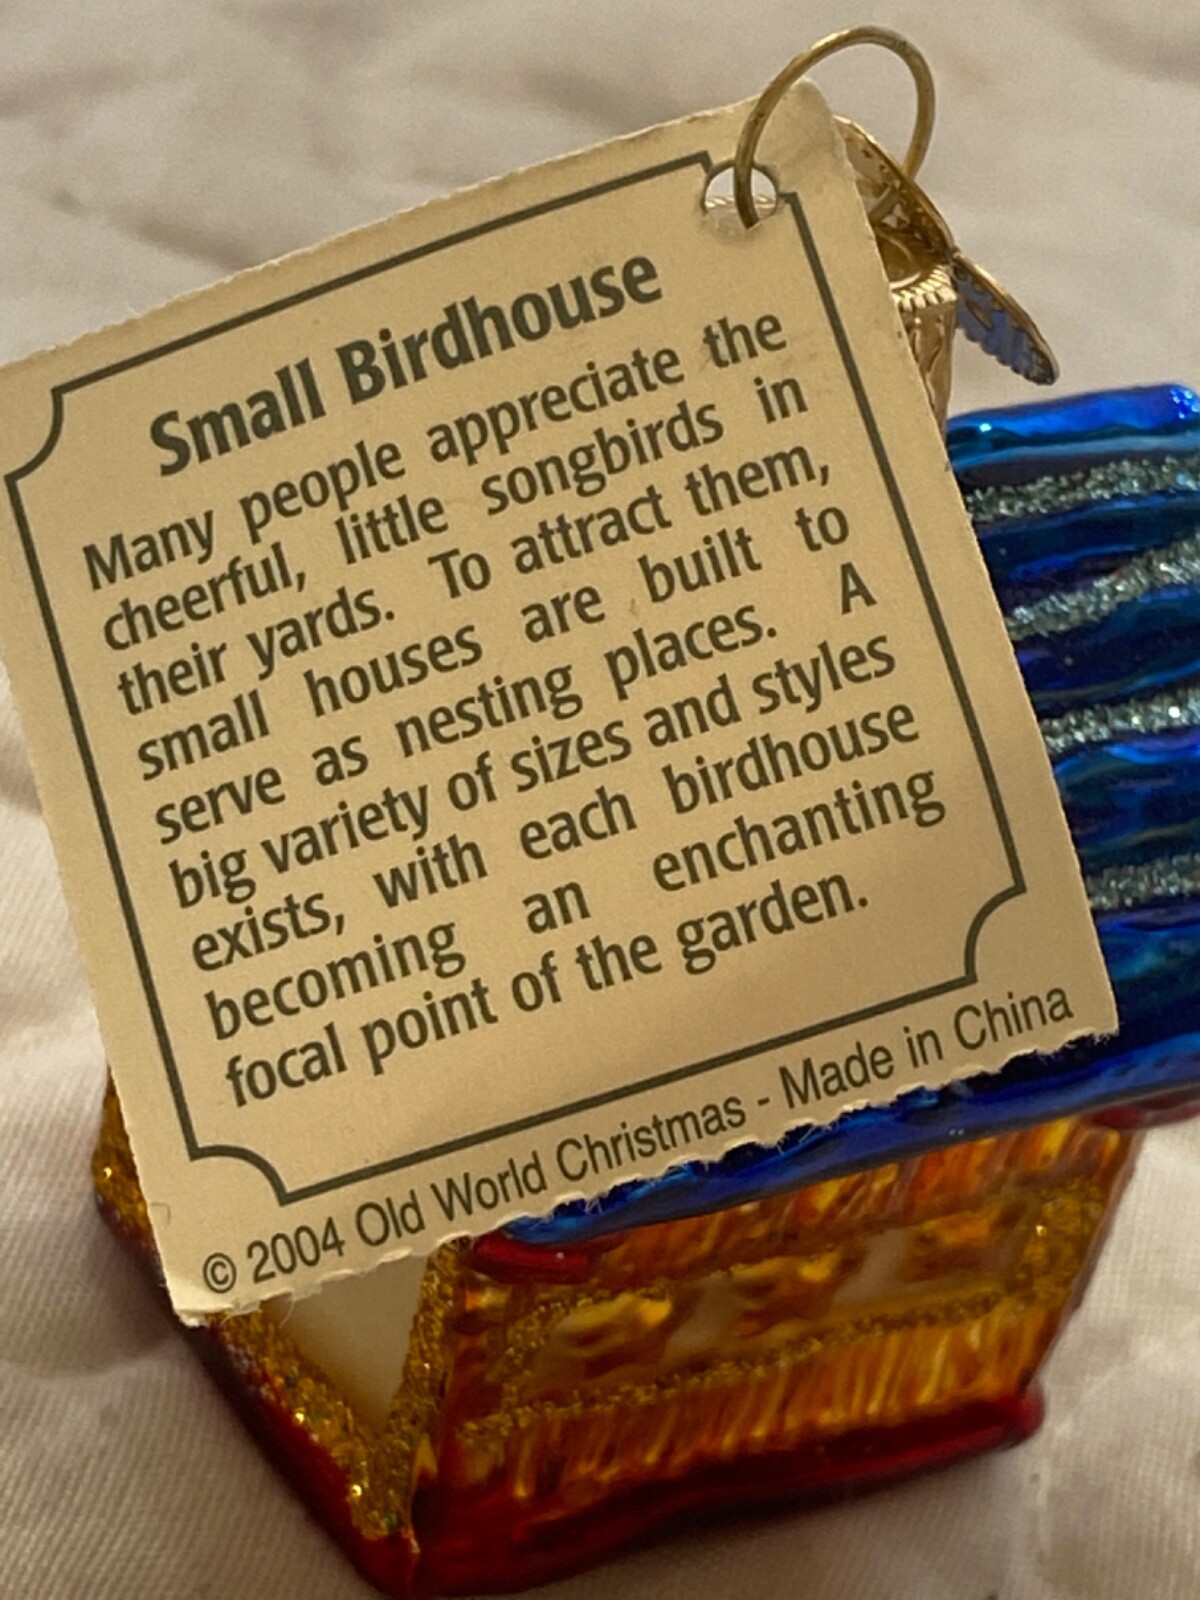 Small Birdhouse
Many people appreciate the
cheerful, little songbirds in
their yards. To attract them,
small houses are built to
serve as nesting places. A
big variety of sizes and styles
exists, with each birdhouse
becoming an enchanting
focal point of the garden.
© 2004 Old World Christmas - Made in China